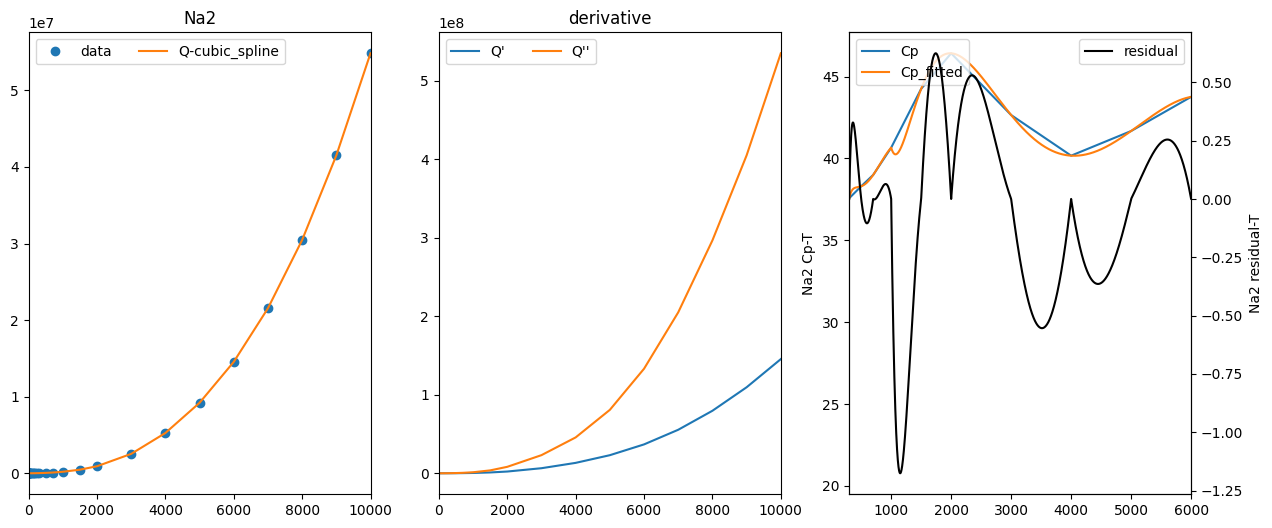 Na2
1e7
data
Q-cubic_spline
5
4
3
2
1
0
0 2000 4000 6000 8000 10000
derivative
1e8
Q'
Q''
5
4
3
2
1
0
0 2000 4000 6000 8000 10000
Cp
Cp_fitted
residual
Na2 Cp-T
45
40
35
30
25
20
1000 2000 3000 4000 5000 6000
0.50
0.25
0.00
−0.25
−0.50
−0.75
−1.00
−1.25
Na2 residual-T